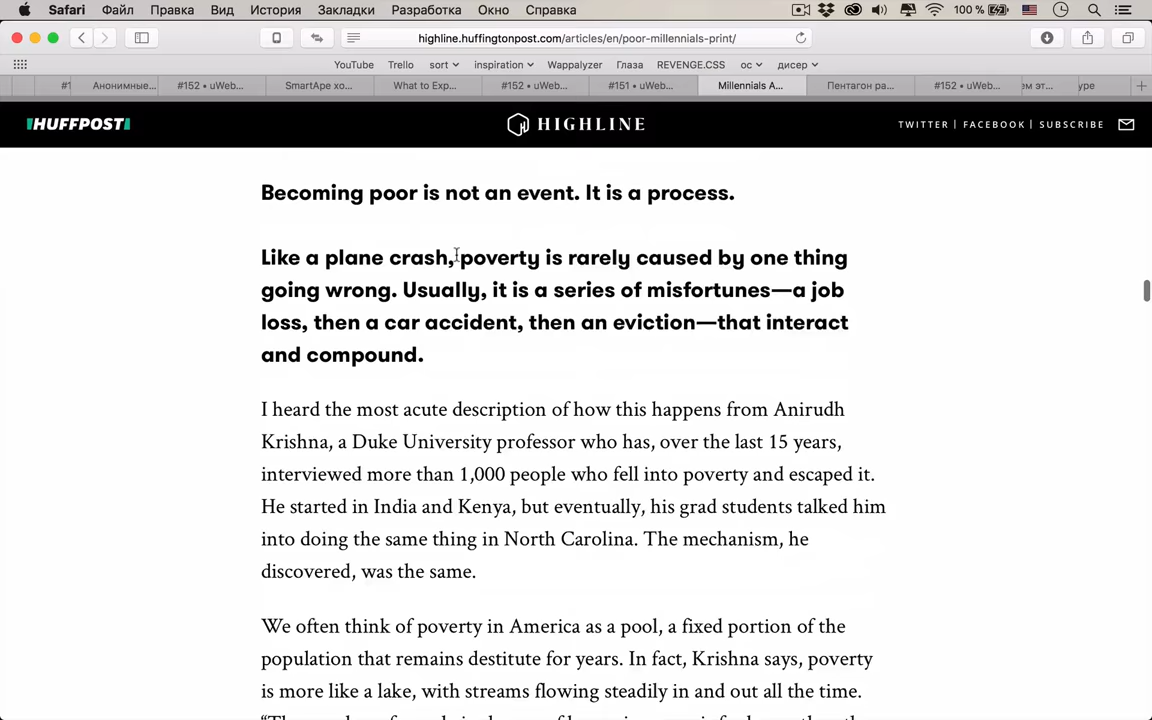 Safari Файл Правка Вид История Закладки Разработка Окно Справка 100 %
highline.huffingtonpost.com/articles/en/poor-millennials-print/
YouTube Trello sort inspiration Wappalyzer Глаза REVENGE.CSS ос дисер
#1 Анонимные... #152 • uWeb... SmartApe хо... What to Exp... #152 • uWeb... #151 • uWeb... Millennials A... Пентагон ра... #152 • uWeb... ем эт... уре
HUFFPOST HIGHLINE TWITTER | FACEBOOK | SUBSCRIBE
Becoming poor is not an event. It is a process.
Like a plane crash, poverty is rarely caused by one thing
going wrong. Usually, it is a series of misfortunes—a job
loss, then a car accident, then an eviction—that interact
and compound.
I heard the most acute description of how this happens from Anirudh
Krishna, a Duke University professor who has, over the last 15 years,
interviewed more than 1,000 people who fell into poverty and escaped it.
He started in India and Kenya, but eventually, his grad students talked him
into doing the same thing in North Carolina. The mechanism, he
discovered, was the same.
We often think of poverty in America as a pool, a fixed portion of the
population that remains destitute for years. In fact, Krishna says, poverty
is more like a lake, with streams flowing steadily in and out all the time.